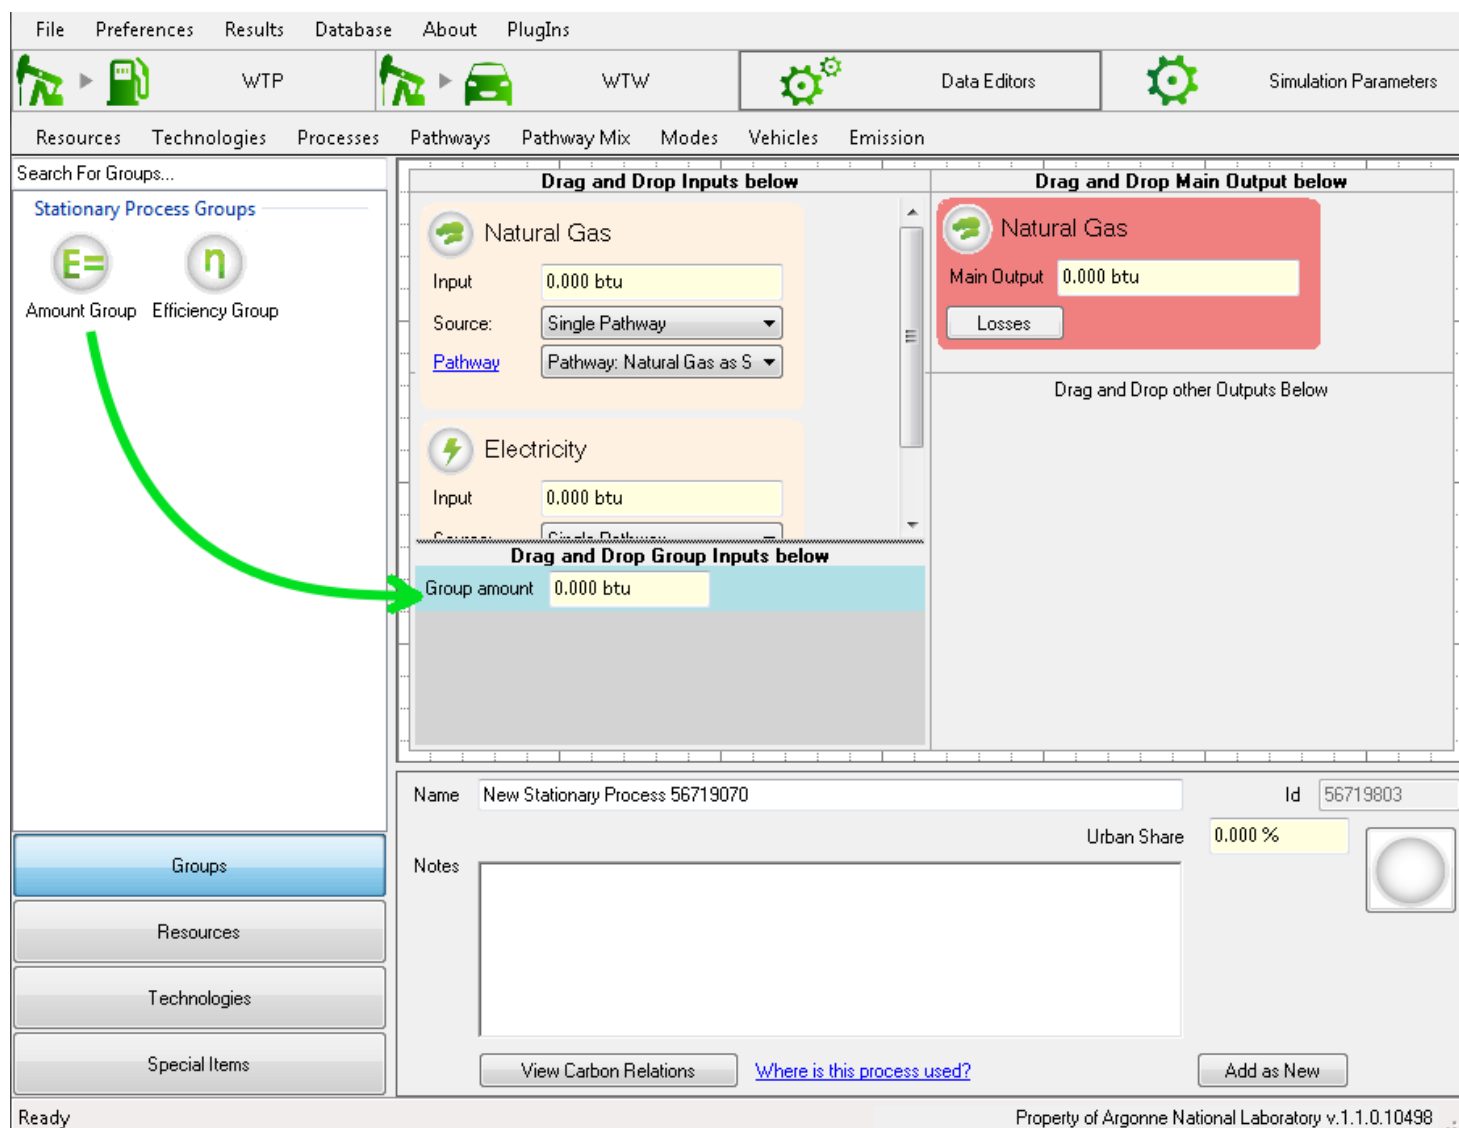 File Preferences Results Database About PlugIns
WTP WTW Data Editors Simulation Parameters
Resources Technologies Processes Pathways Pathway Mix Modes Vehicles Emission
Search For Groups...
Stationary Process Groups
E= η
Amount Group Efficiency Group
Drag and Drop Inputs below
Natural Gas
Input 0.000 btu
Source: Single Pathway
Pathway Pathway: Natural Gas as S
Electricity
Input 0.000 btu
Source: Single Pathway
Drag and Drop Group Inputs below
Group amount 0.000 btu
Drag and Drop Main Output below
Natural Gas
Main Output 0.000 btu
Losses
Drag and Drop other Outputs Below
Name New Stationary Process 56719070 Id 56719803
Urban Share 0.000 %
Notes
Groups
Resources
Technologies
Special Items
View Carbon Relations Where is this process used? Add as New
Ready Property of Argonne National Laboratory v.1.1.0.10498